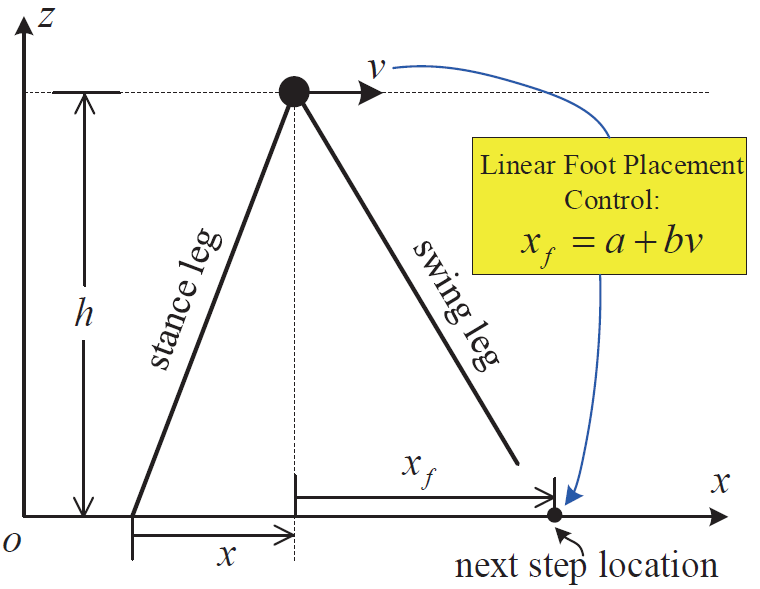 z
v
Linear Foot Placement
Control:
x_f = a + bv
stance leg
swing leg
h
x_f
x
o
x
next step location